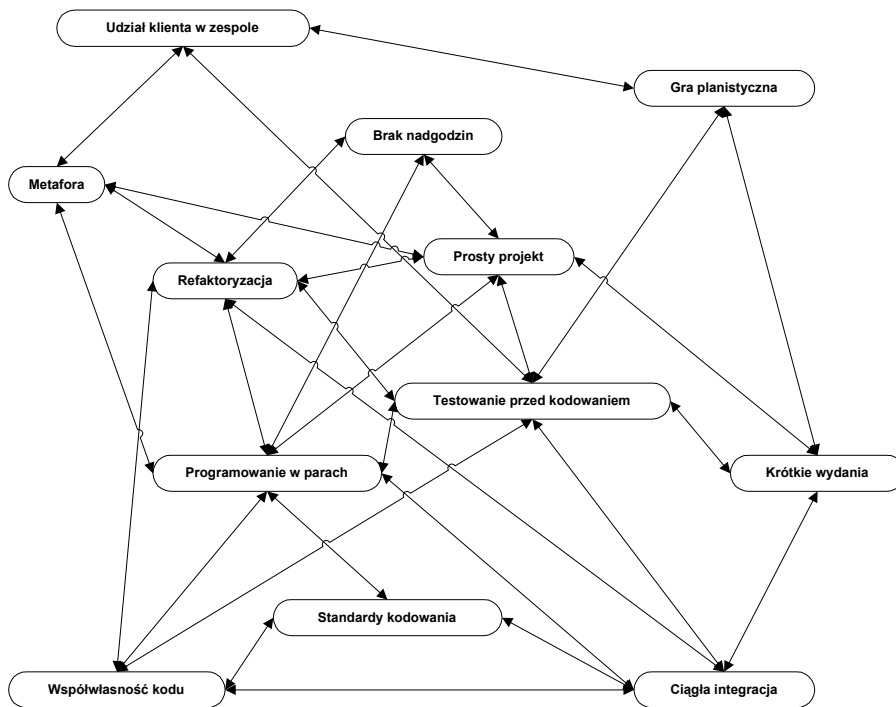 Udział klienta w zespole
Gra planistyczna
Brak nadgodzin
Metafora
Prosty projekt
Refaktoryzacja
Testowanie przed kodowaniem
Programowanie w parach
Krótkie wydania
Standardy kodowania
Współwłasność kodu
Ciągła integracja